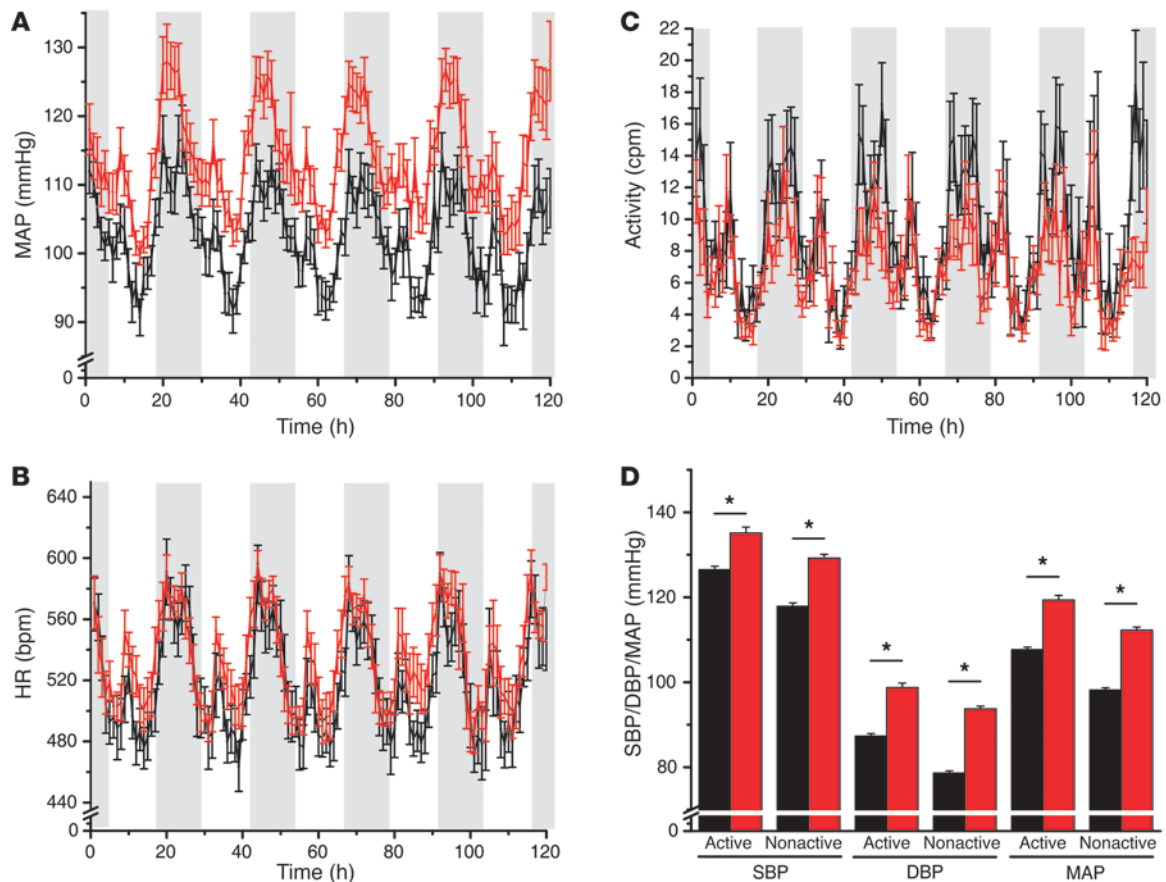 A
MAP (mmHg)
130
120
110
100
90
0
0 20 40 60 80 100 120
Time (h)
B
HR (bpm)
640
600
560
520
480
440
0
0 20 40 60 80 100 120
Time (h)
C
Activity (cpm)
22
20
18
16
14
12
10
8
6
4
2
0
0 20 40 60 80 100 120
Time (h)
D
SBP/DBP/MAP (mmHg)
140
120
100
80
0
* * * * * *
Active Nonactive Active Nonactive Active Nonactive
SBP DBP MAP